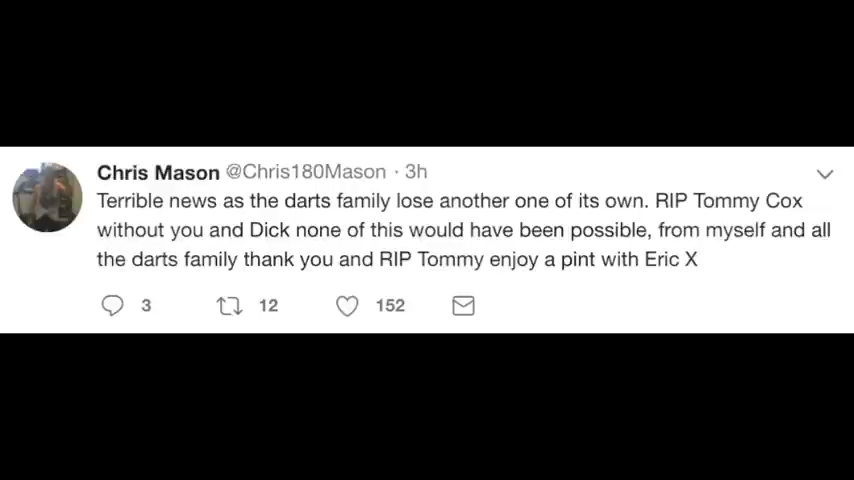 Chris Mason @Chris180Mason · 3h
Terrible news as the darts family lose another one of its own. RIP Tommy Cox
without you and Dick none of this would have been possible, from myself and all
the darts family thank you and RIP Tommy enjoy a pint with Eric X
3 12 152